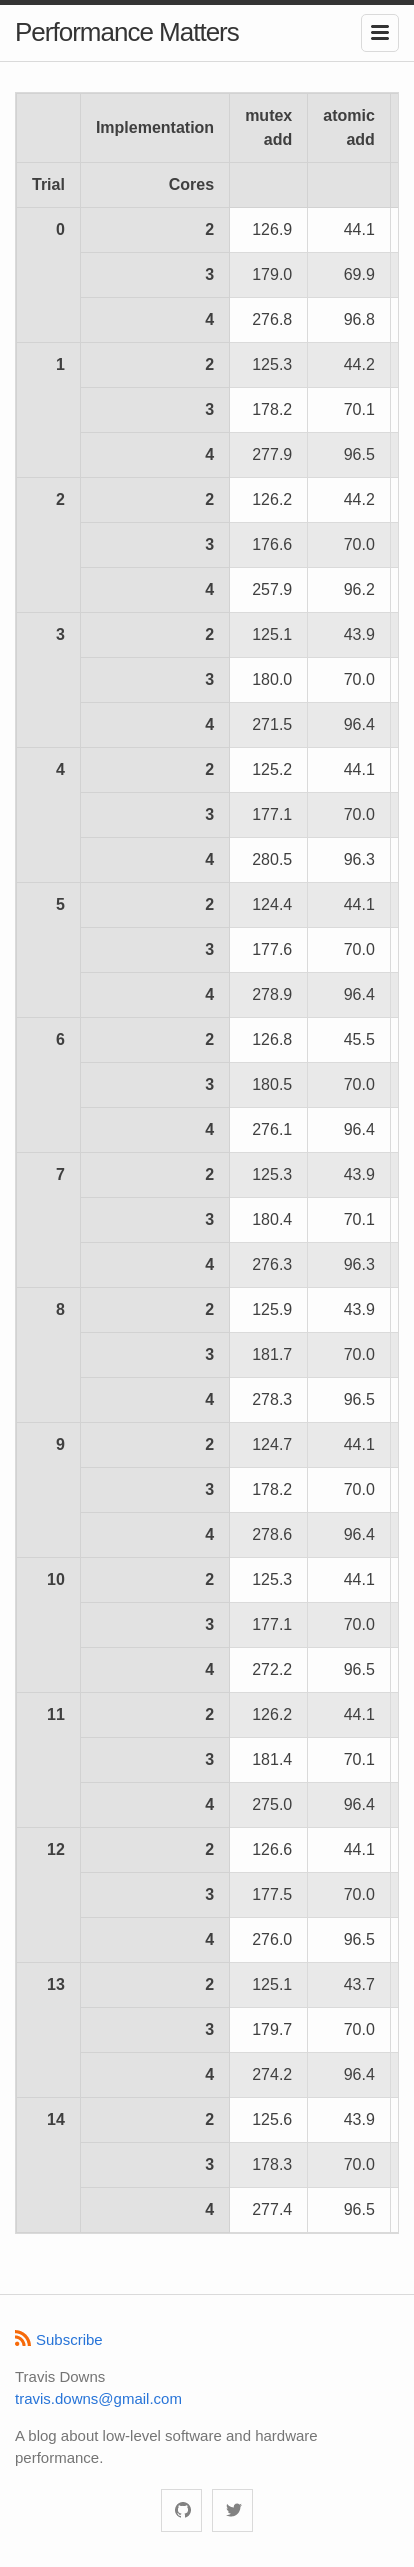 Performance Matters
Implementation mutex add atomic add
Trial Cores
0 2 126.9 44.1
3 179.0 69.9
4 276.8 96.8
1 2 125.3 44.2
3 178.2 70.1
4 277.9 96.5
2 2 126.2 44.2
3 176.6 70.0
4 257.9 96.2
3 2 125.1 43.9
3 180.0 70.0
4 271.5 96.4
4 2 125.2 44.1
3 177.1 70.0
4 280.5 96.3
5 2 124.4 44.1
3 177.6 70.0
4 278.9 96.4
6 2 126.8 45.5
3 180.5 70.0
4 276.1 96.4
7 2 125.3 43.9
3 180.4 70.1
4 276.3 96.3
8 2 125.9 43.9
3 181.7 70.0
4 278.3 96.5
9 2 124.7 44.1
3 178.2 70.0
4 278.6 96.4
10 2 125.3 44.1
3 177.1 70.0
4 272.2 96.5
11 2 126.2 44.1
3 181.4 70.1
4 275.0 96.4
12 2 126.6 44.1
3 177.5 70.0
4 276.0 96.5
13 2 125.1 43.7
3 179.7 70.0
4 274.2 96.4
14 2 125.6 43.9
3 178.3 70.0
4 277.4 96.5
Subscribe
Travis Downs
travis.downs@gmail.com
A blog about low-level software and hardware
performance.